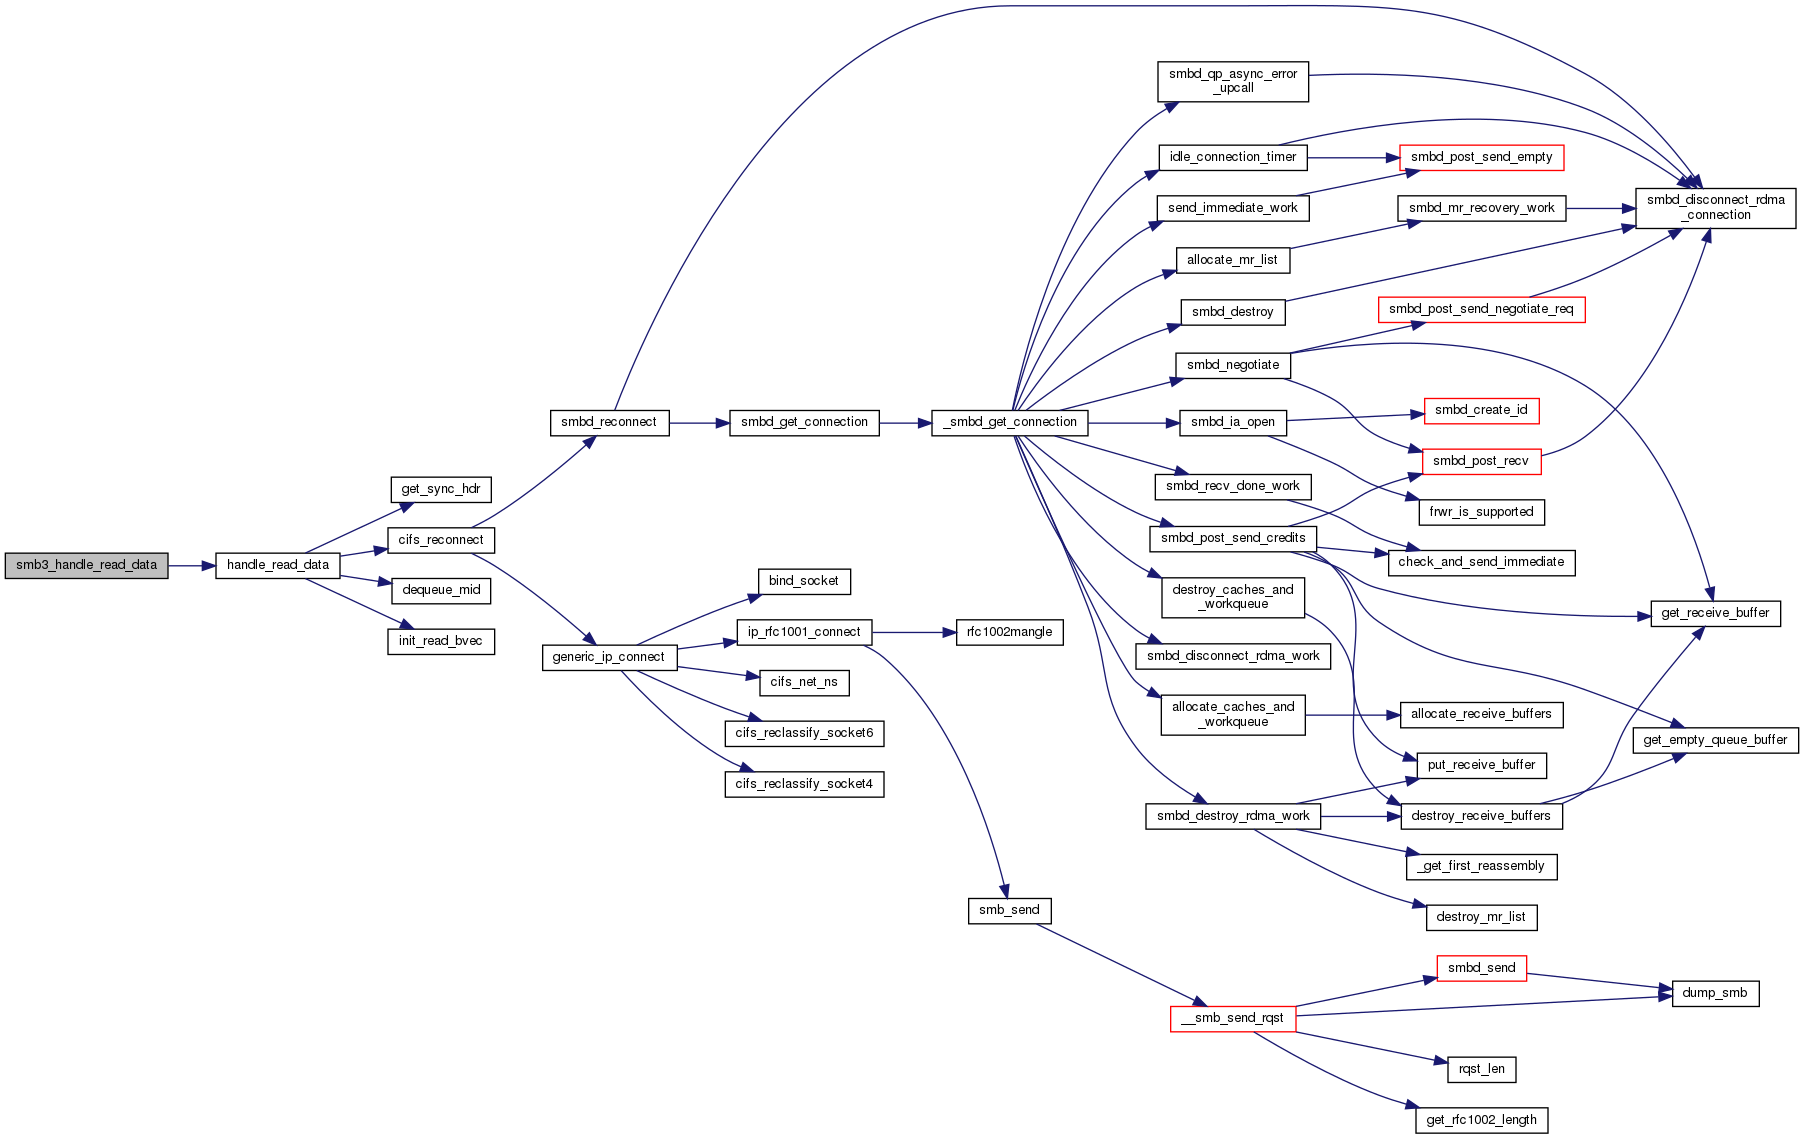 smb3_handle_read_data
handle_read_data
get_sync_hdr
cifs_reconnect
dequeue_mid
init_read_bvec
smbd_reconnect
generic_ip_connect
smbd_get_connection
bind_socket
ip_rfc1001_connect
cifs_net_ns
cifs_reclassify_socket6
cifs_reclassify_socket4
_smbd_get_connection
rfc1002mangle
smb_send
smbd_qp_async_error
_upcall
idle_connection_timer
send_immediate_work
allocate_mr_list
smbd_destroy
smbd_negotiate
smbd_ia_open
smbd_recv_done_work
smbd_post_send_credits
destroy_caches_and
_workqueue
smbd_disconnect_rdma_work
allocate_caches_and
_workqueue
smbd_destroy_rdma_work
__smb_send_rqst
smbd_post_send_empty
smbd_mr_recovery_work
smbd_post_send_negotiate_req
smbd_create_id
smbd_post_recv
frwr_is_supported
check_and_send_immediate
allocate_receive_buffers
put_receive_buffer
destroy_receive_buffers
_get_first_reassembly
destroy_mr_list
smbd_send
rqst_len
get_rfc1002_length
smbd_disconnect_rdma
_connection
get_receive_buffer
get_empty_queue_buffer
dump_smb